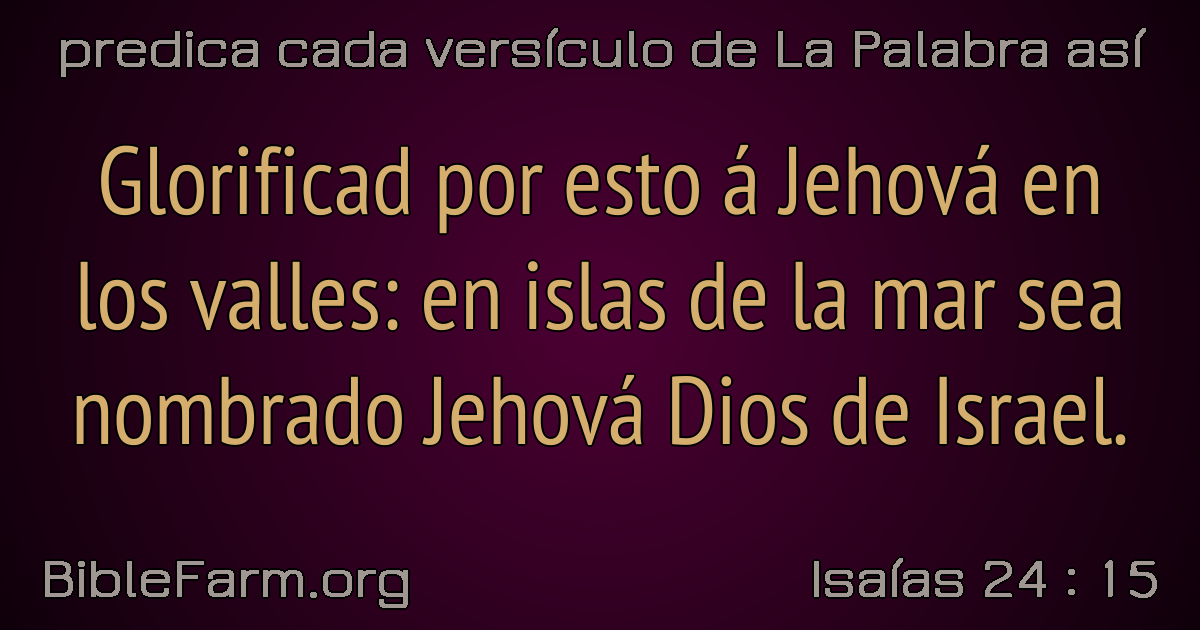 predica cada versículo de La Palabra así
Glorificad por esto á Jehová en
los valles: en islas de la mar sea
nombrado Jehová Dios de Israel.
BibleFarm.org
Isaías 24 : 15